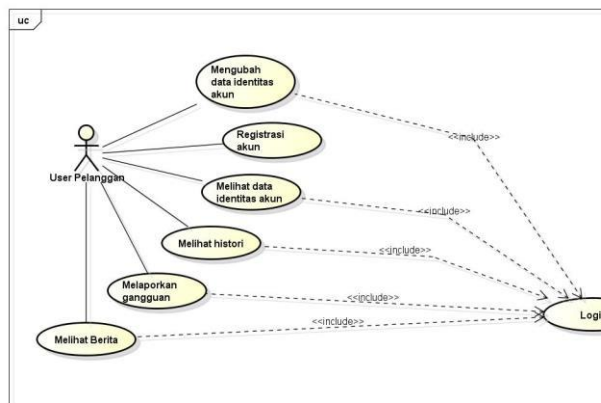 uc
Mengubah
data identitas
akun
<<include>>
Registrasi
akun
User Pelanggan
Melihat data
identitas akun
<<include>>
Melihat histori
<<include>>
Melaporkan
gangguan
<<include>>
Melihat Berita
<<include>>
Logi